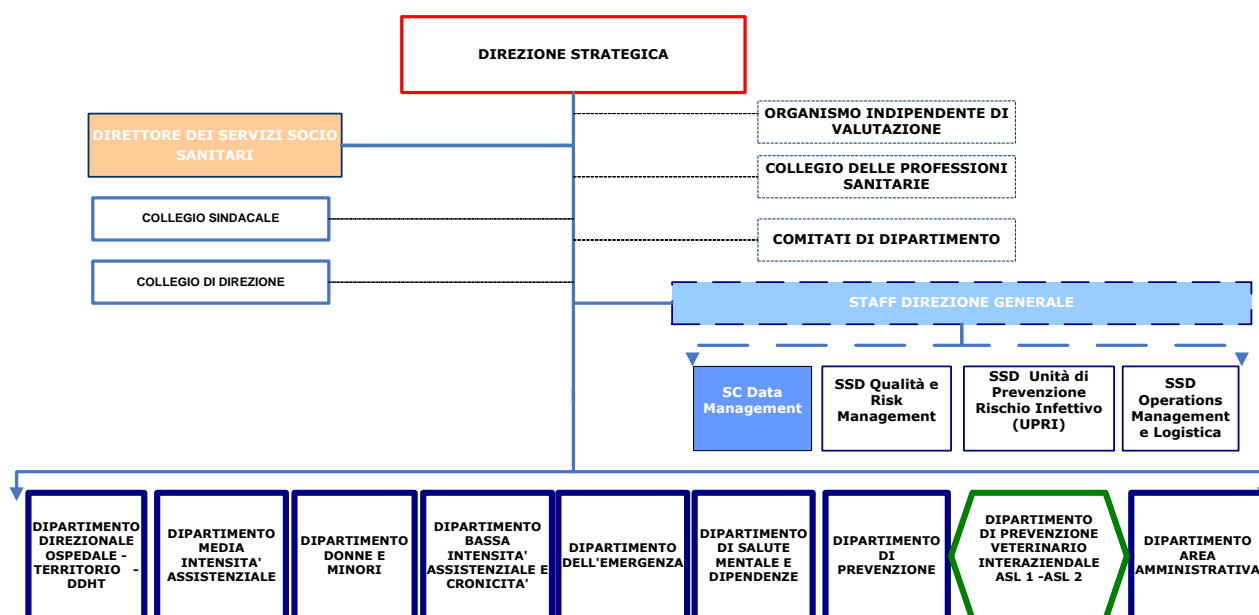 DIREZIONE STRATEGICA
DIRETTORE DEI SERVIZI SOCIO
SANITARI
ORGANISMO INDIPENDENTE DI
VALUTAZIONE
COLLEGIO DELLE PROFESSIONI
SANITARIE
COLLEGIO SINDACALE
COMITATI DI DIPARTIMENTO
COLLEGIO DI DIREZIONE
STAFF DIREZIONE GENERALE
SC Data
Management
SSD Qualità e
Risk
Management
SSD Unità di
Prevenzione
Rischio Infettivo
(UPRI)
SSD
Operations
Management
e Logistica
DIPARTIMENTO
DIREZIONALE
OSPEDALE -
TERRITORIO -
DDHT
DIPARTIMENTO
MEDIA
INTENSITA'
ASSISTENZIALE
DIPARTIMENTO
DONNE E
MINORI
DIPARTIMENTO
BASSA
INTENSITA'
ASSISTENZIALE E
CRONICITA'
DIPARTIMENTO
DELL'EMERGENZA
DIPARTIMENTO
DI SALUTE
MENTALE E
DIPENDENZE
DIPARTIMENTO
DI
PREVENZIONE
DIPARTIMENTO
DI PREVENZIONE
VETERINARIO
INTERAZIENDALE
ASL 1 -ASL 2
DIPARTIMENTO
AREA
AMMINISTRATIVA